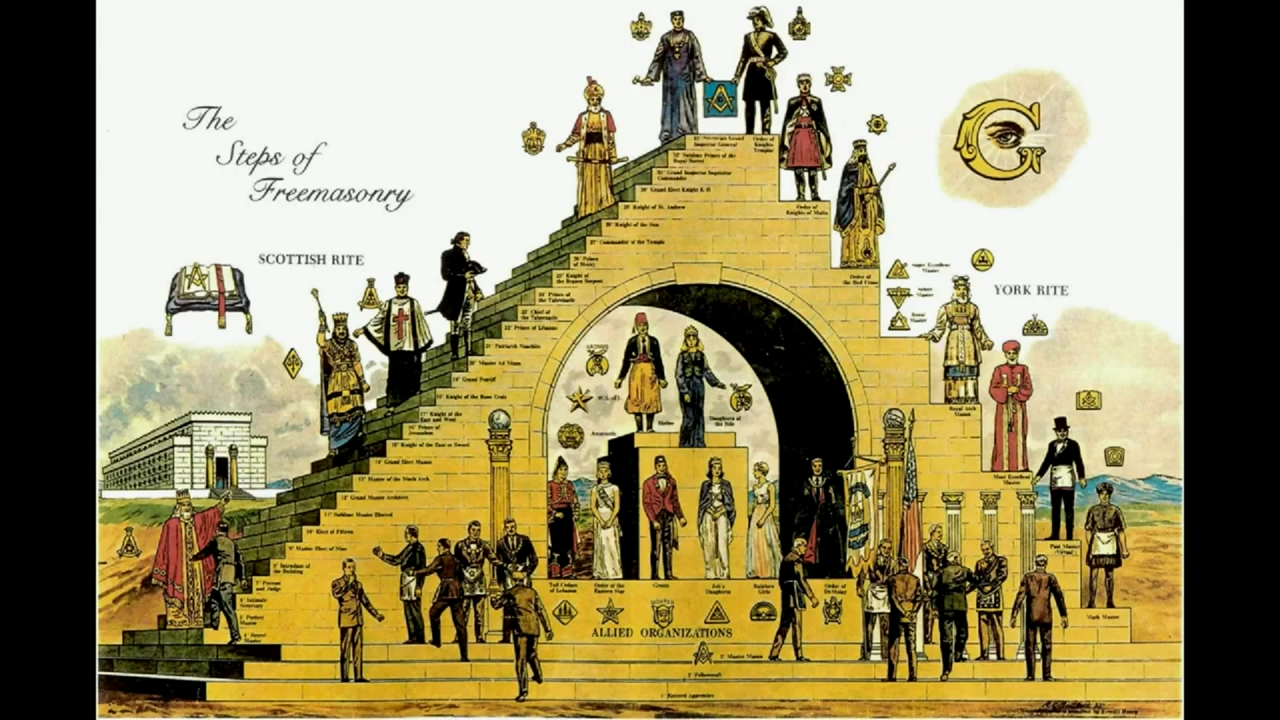 The
Steps of
Freemasonry
SCOTTISH RITE
YORK RITE
33° Sovereign Grand
Inspector General
Order of
Knights
Templar
32° Sublime Prince of the
Royal Secret
31° Grand Inspector Inquisitor
Commander
30° Grand Elect Knight K-H
29° Knight of St. Andrew
28° Knight of the Sun
27° Commander of the Temple
26° Prince
of Mercy
25° Knight of
the Brazen Serpent
24° Prince of
the Tabernacle
23° Chief of
the Tabernacle
22° Prince of Libanus
21° Patriarch Noachite
20° Master Ad Vitam
19° Grand Pontiff
18° Knight of the Rose Croix
17° Knight of the
East and West
16° Prince of
Jerusalem
15° Knight of the East or Sword
14° Grand Elect Mason
13° Master of the Ninth Arch
12° Grand Master Architect
11° Sublime Master Elected
10° Elect of Fifteen
9° Master Elect of Nine
8° Intendant of
the Building
7° Provost
and Judge
6° Intimate
Secretary
5° Perfect
Master
4° Secret
Master
Order of
Knights of Malta
Order of
the Red Cross
Super Excellent
Master
Select
Master
Royal
Master
Royal Arch
Mason
Most Excellent
Master
Past Master
(Virtual)
Mark Master
G
Shrine
Daughters of
the Nile
Tall Cedars
of Lebanon
Order of the
Eastern Star
Grotto
Job's
Daughters
Rainbow
Girls
Order of
DeMolay
ALLIED ORGANIZATIONS
3° Master Mason
2° Fellowcraft
1° Entered Apprentice